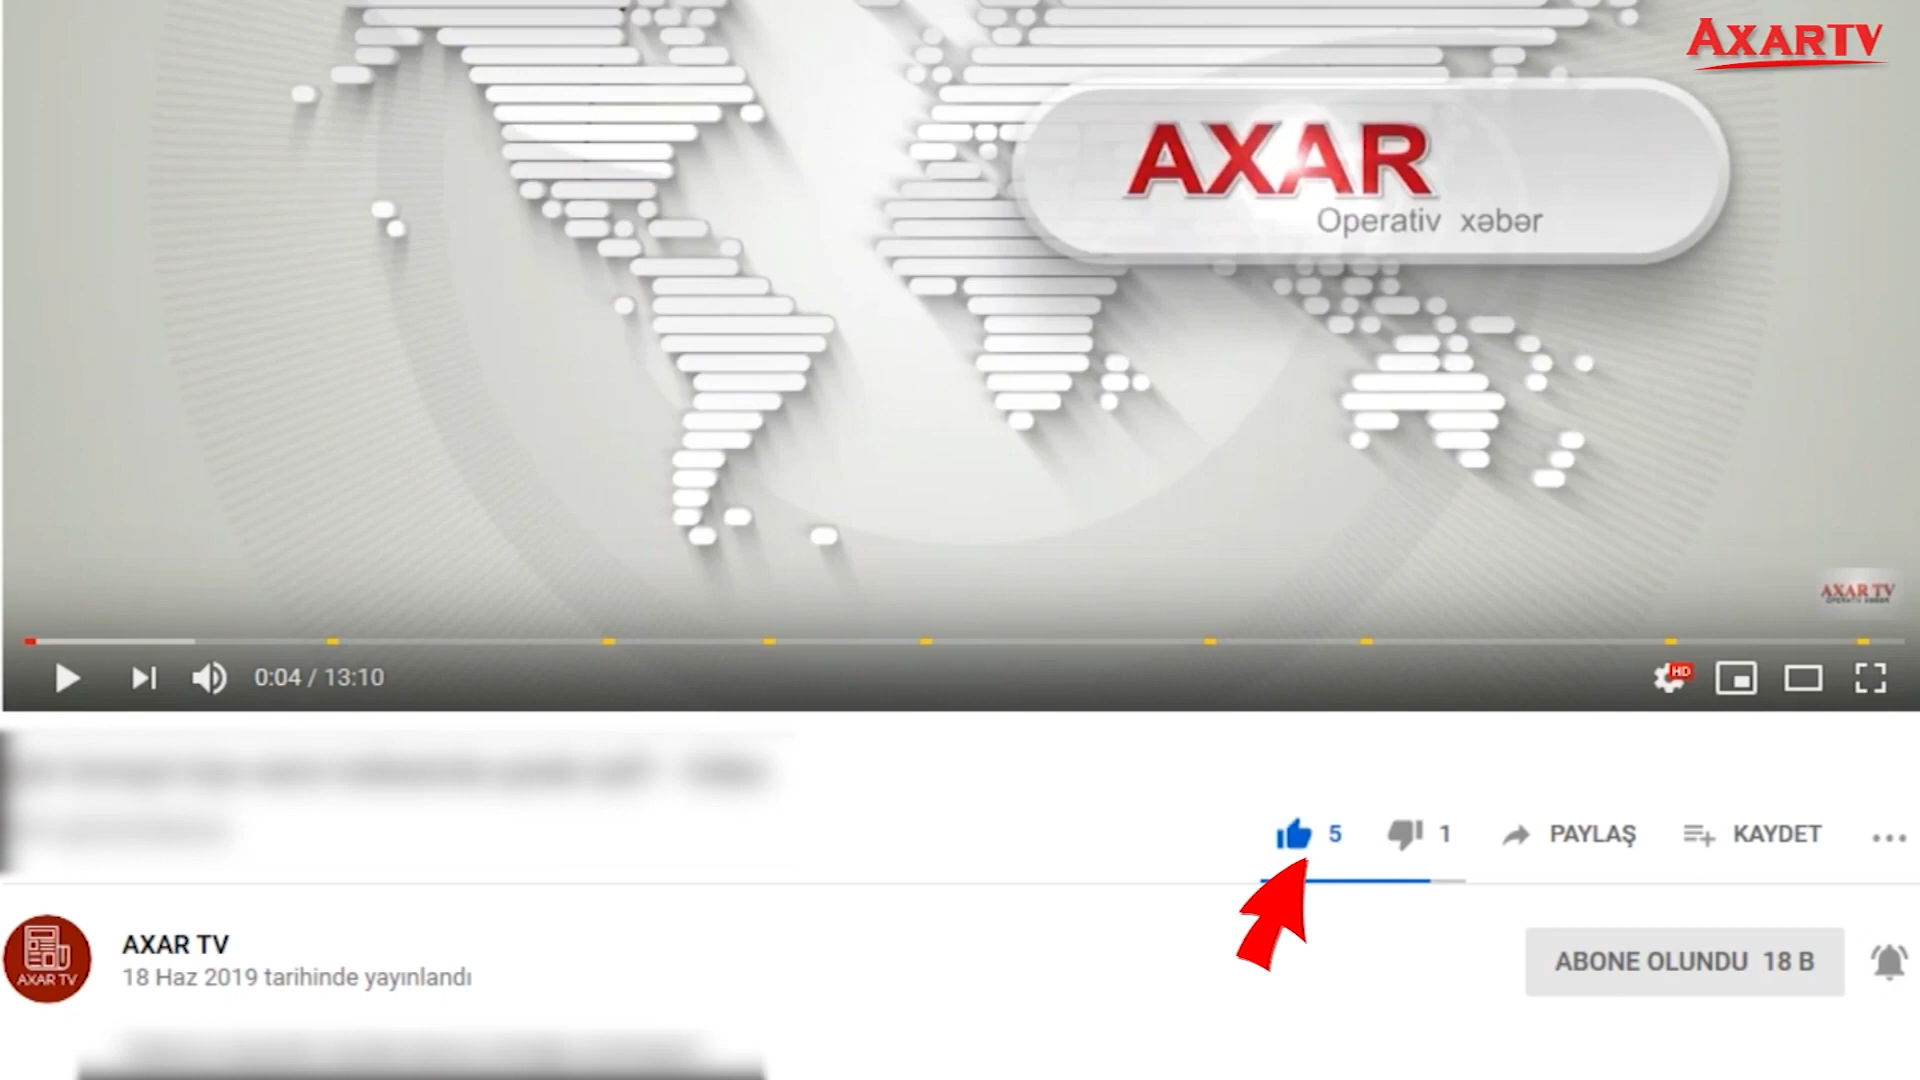 AXARTV
AXAR
Operativ xəbər
AXAR TV
0:04 / 13:10
HD
5
1
PAYLAŞ
KAYDET
AXAR TV
AXAR TV
18 Haz 2019 tarihinde yayınlandı
ABONE OLUNDU 18 B